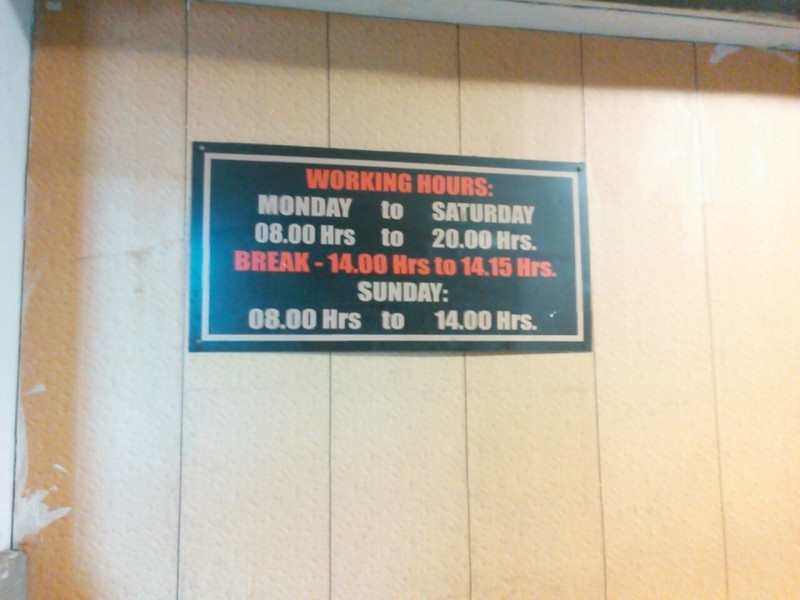 WORKING HOURS:
MONDAY to SATURDAY
08.00 Hrs to 20.00 Hrs.
BREAK - 14.00 Hrs to 14.15 Hrs.
SUNDAY:
08.00 Hrs to 14.00 Hrs.